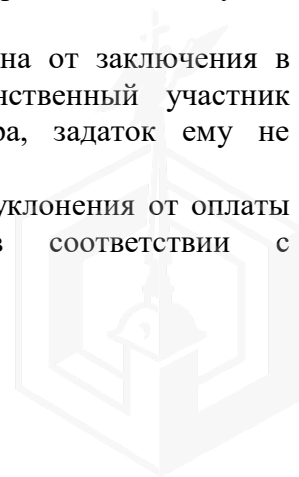 на от заключения в
нственный участник
ра, задаток ему не
уклонения от оплаты
в соответствии с